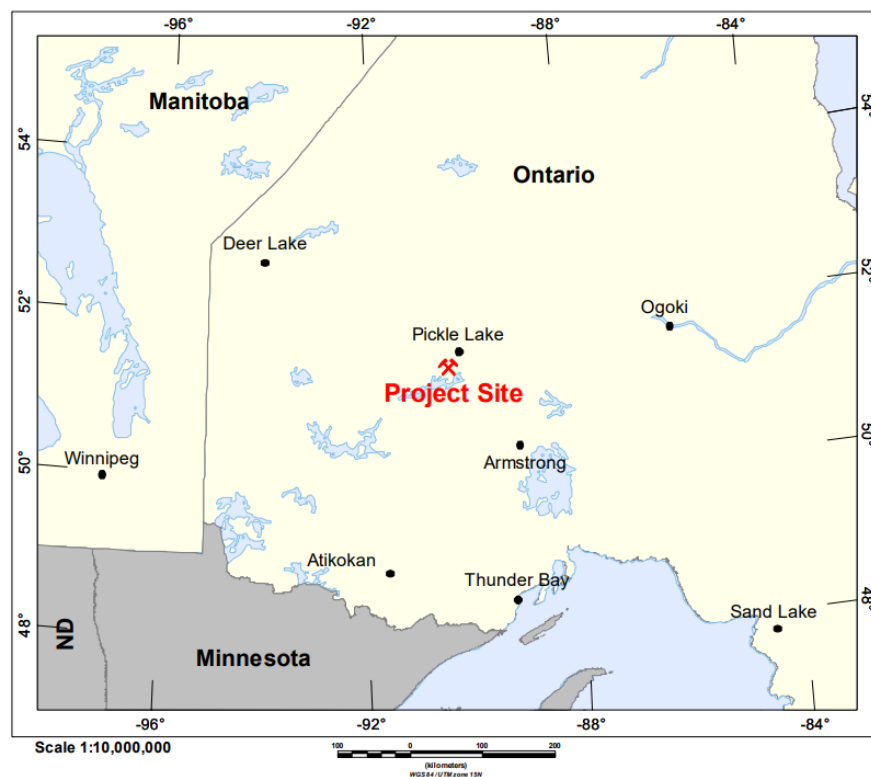 -96° -92° -88° -84°
Manitoba
54° 54°
Ontario
Deer Lake
52° 52°
Ogoki
Pickle Lake
Project Site
50° 50°
Winnipeg
Armstrong
Atikokan
Thunder Bay
48° 48°
Sand Lake
ND
Minnesota
-96° -92° -88° -84°
Scale 1:10,000,000
100 0 100 200
(kilometers)
WGS 84 / UTM zone 15N